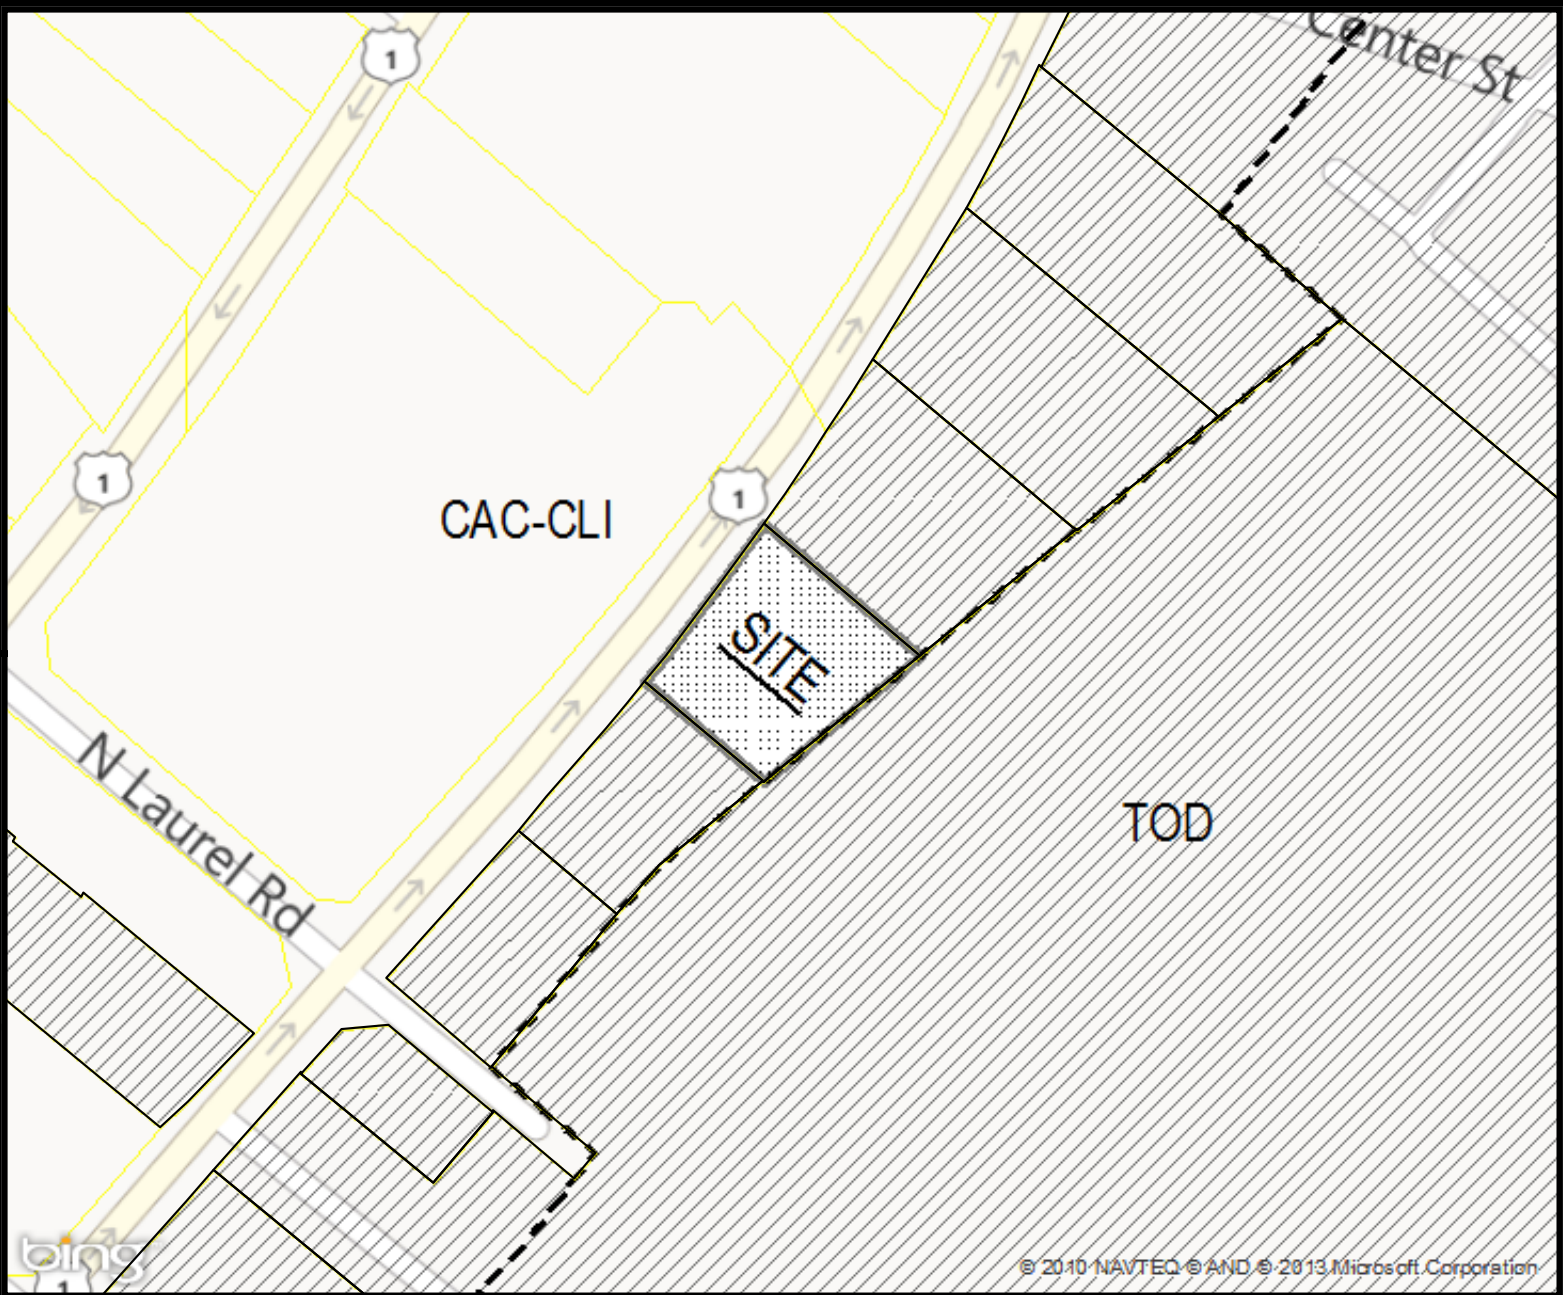 Center St
1
1
1
CAC-CLI
SITE
N Laurel Rd
TOD
bing
1
© 2010 NAVTEQ © AND © 2013 Microsoft Corporation